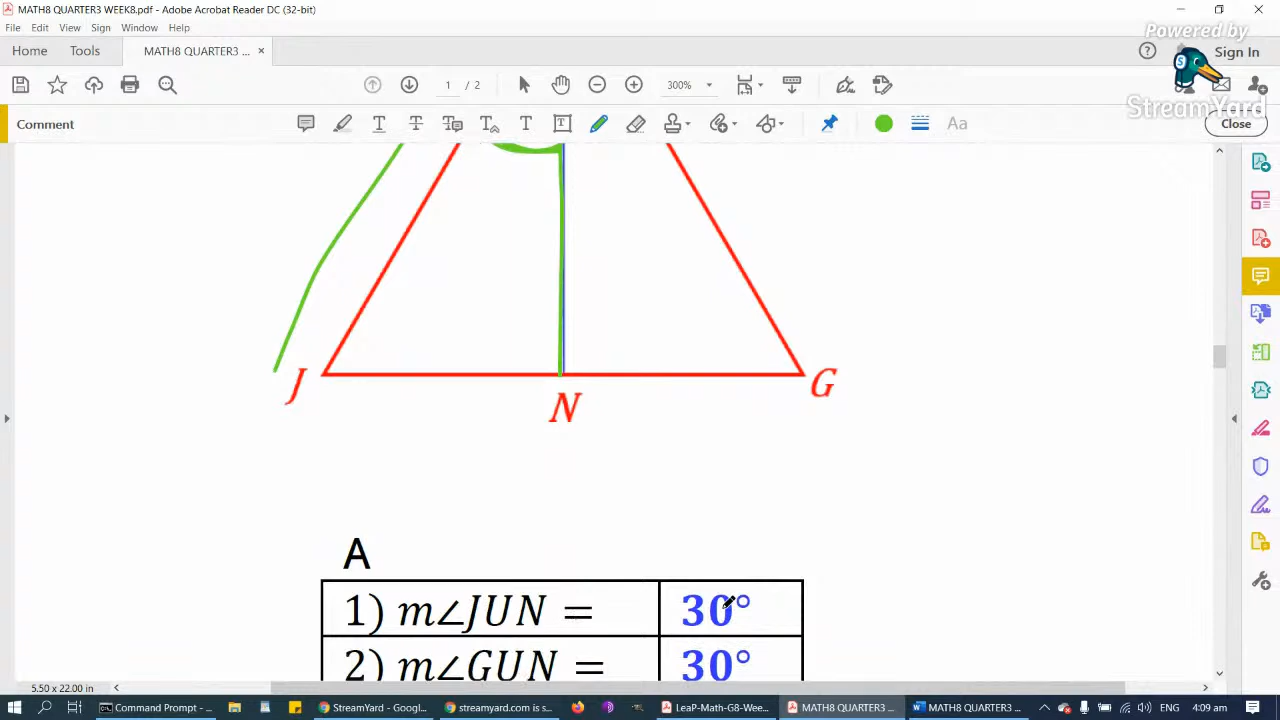 MATH8 QUARTER3 WEEK8.pdf - Adobe Acrobat Reader DC (32-bit)
Powered by
File Edit View Sign Window Help
Home Tools MATH8 QUARTER3 ... × Sign In
1 / 2 300%
StreamYard
Comment Aa Close
J
N
G
A
1) m∠JUN = 30°
2) m∠GUN = 30°
5.50 x 22.00 in
Command Prompt - ... StreamYard - Googl... streamyard.com is s... LeaP-Math-G8-Wee... MATH8 QUARTER3 ... MATH8 QUARTER3 ... 4:09 am